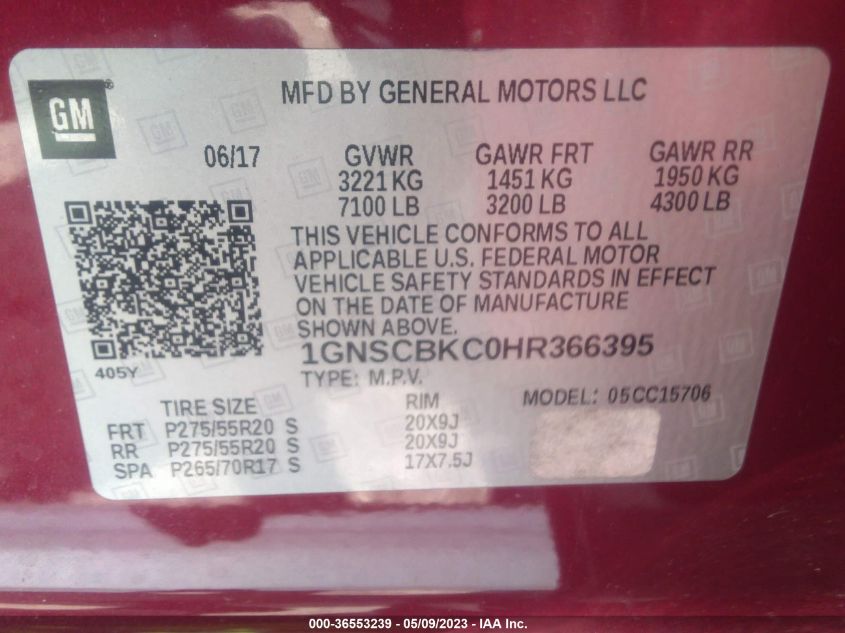 GM
MFD BY GENERAL MOTORS LLC
06/17 GVWR GAWR FRT GAWR RR
3221 KG 1451 KG 1950 KG
7100 LB 3200 LB 4300 LB
THIS VEHICLE CONFORMS TO ALL
APPLICABLE U.S. FEDERAL MOTOR
VEHICLE SAFETY STANDARDS IN EFFECT
ON THE DATE OF MANUFACTURE
SHOWN ABOVE.
405Y
1GNSCBKC0HR366395
TYPE: M.P.V. MODEL: 05CC15706
TIRE SIZE RIM
FRT P275/55R20 S 20X9J
RR P275/55R20 S 20X9J
SPA P265/70R17 S 17X7.5J
000-36553239 - 05/09/2023 - IAA Inc.